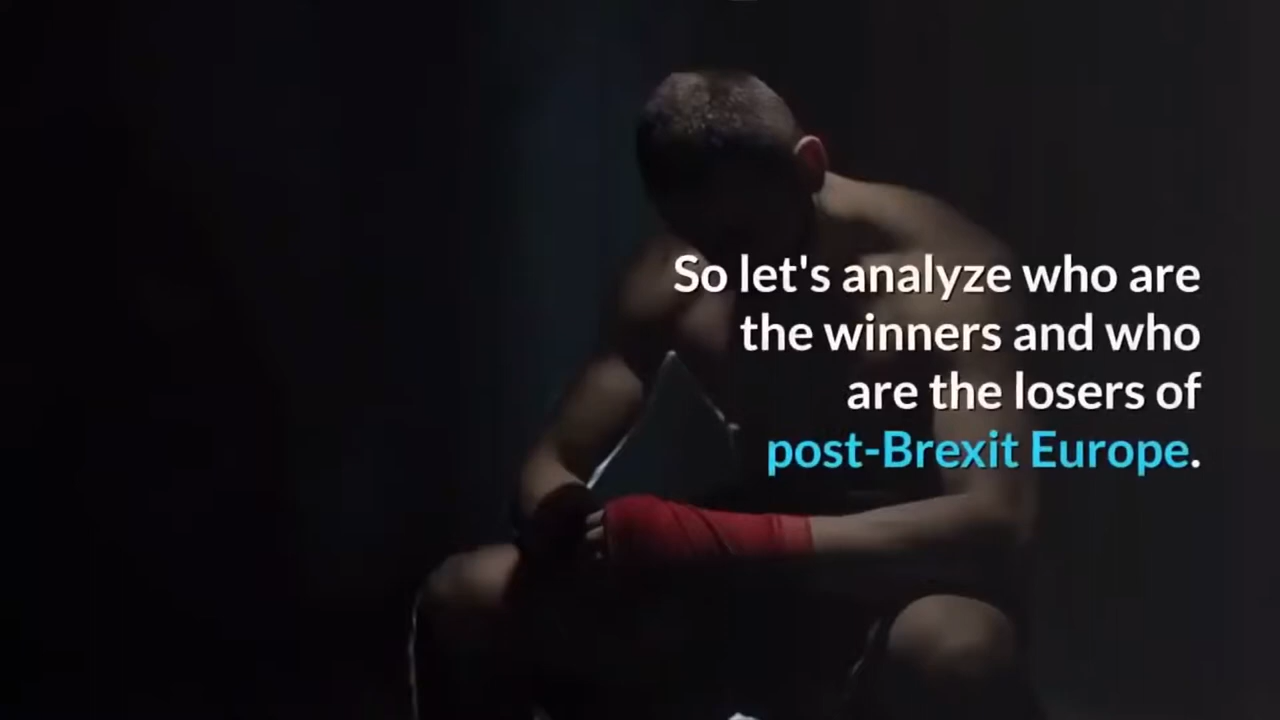 So let's analyze who are
the winners and who
are the losers of
post-Brexit Europe.